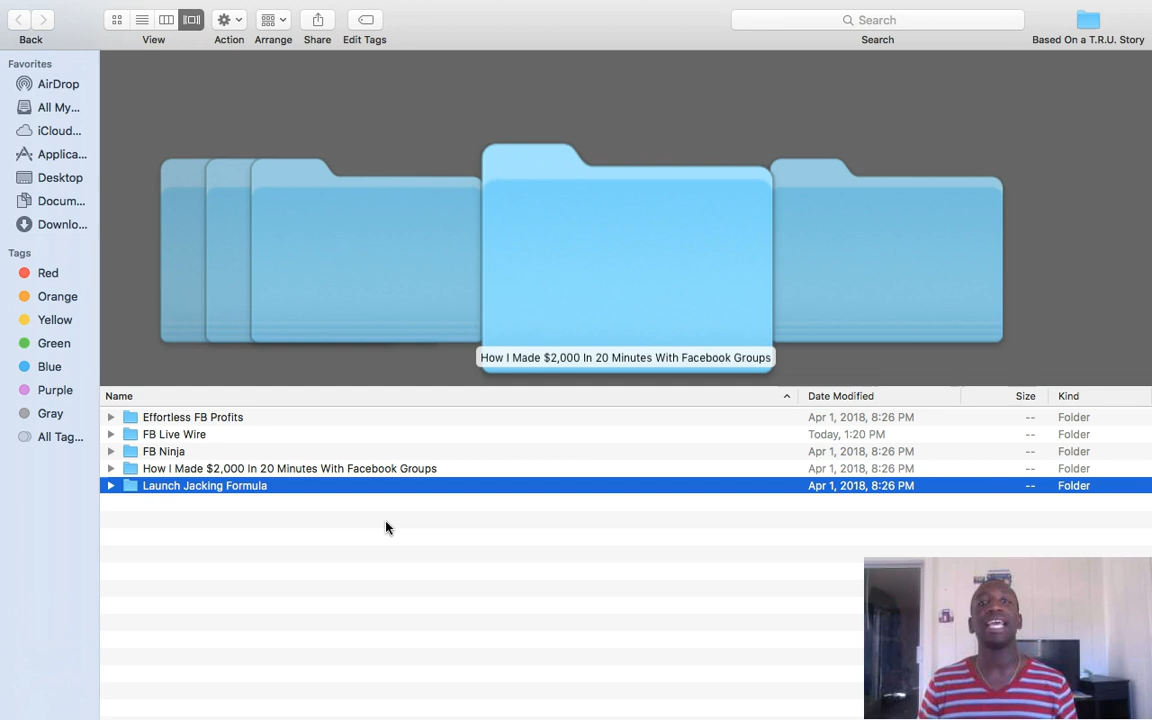 Search
Back
View
Action
Arrange
Share
Edit Tags
Search
Based On a T.R.U. Story
Favorites
AirDrop
All My...
iCloud...
Applica...
Desktop
Docum...
Downlo...
Tags
Red
Orange
Yellow
Green
Blue
Purple
Gray
All Tag...
How I Made $2,000 In 20 Minutes With Facebook Groups
Name Date Modified Size Kind
Effortless FB Profits Apr 1, 2018, 8:26 PM -- Folder
FB Live Wire Today, 1:20 PM -- Folder
FB Ninja Apr 1, 2018, 8:26 PM -- Folder
How I Made $2,000 In 20 Minutes With Facebook Groups Apr 1, 2018, 8:26 PM -- Folder
Launch Jacking Formula Apr 1, 2018, 8:26 PM -- Folder